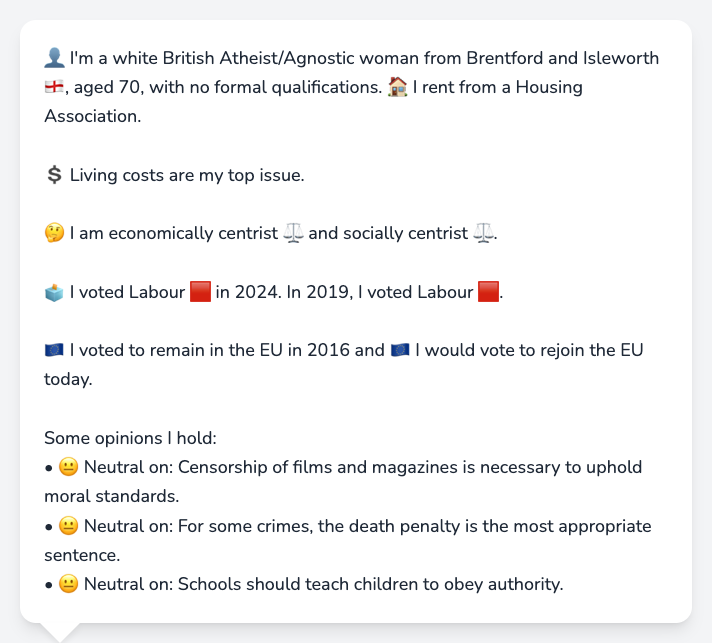 👤 I'm a white British Atheist/Agnostic woman from Brentford and Isleworth
🏴󠁧󠁢󠁥󠁮󠁧󠁿, aged 70, with no formal qualifications. 🏠 I rent from a Housing
Association.
💲 Living costs are my top issue.
🤔 I am economically centrist ⚖️ and socially centrist ⚖️.
🗳️ I voted Labour 🟥 in 2024. In 2019, I voted Labour 🟥.
🇪🇺 I voted to remain in the EU in 2016 and 🇪🇺 I would vote to rejoin the EU
today.
Some opinions I hold:
• 😐 Neutral on: Censorship of films and magazines is necessary to uphold
moral standards.
• 😐 Neutral on: For some crimes, the death penalty is the most appropriate
sentence.
• 😐 Neutral on: Schools should teach children to obey authority.